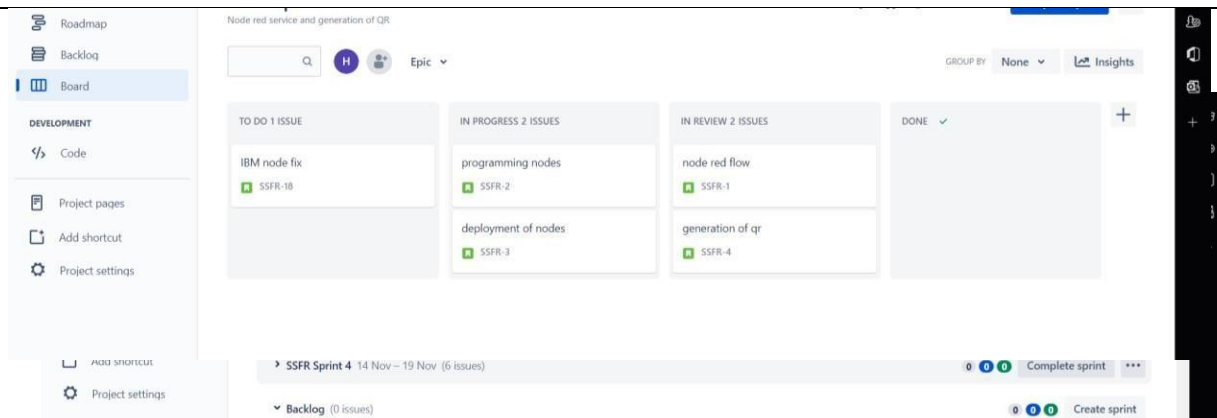 Roadmap
Node red service and generation of QR
Backlog
H
Epic
GROUP BY None
Insights
Board
DEVELOPMENT
Code
Project pages
Add shortcut
Project settings
TO DO 1 ISSUE
IBM node fix
SSFR-18
IN PROGRESS 2 ISSUES
programming nodes
SSFR-2
deployment of nodes
SSFR-3
IN REVIEW 2 ISSUES
node red flow
SSFR-1
generation of qr
SSFR-4
DONE
Add shortcut
Project settings
SSFR Sprint 4 14 Nov – 19 Nov (6 issues)
0 0 0 Complete sprint
Backlog (0 issues)
0 0 0 Create sprint